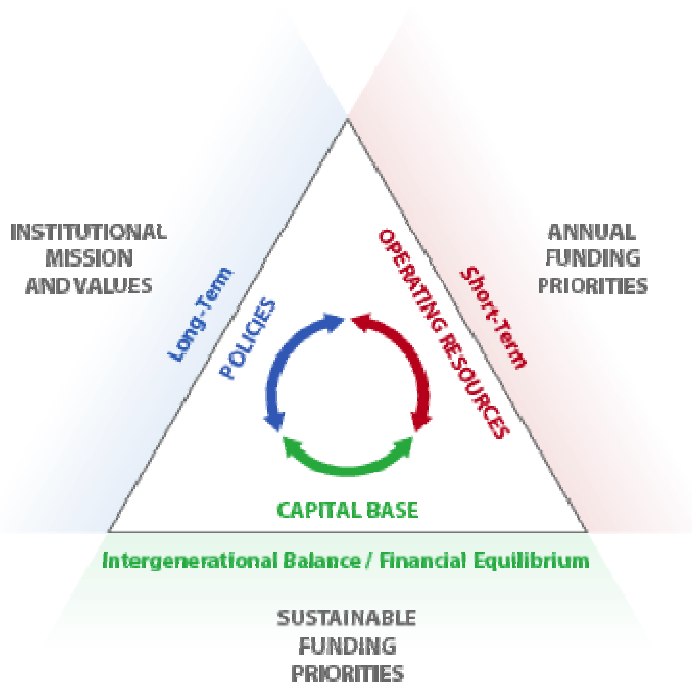 INSTITUTIONAL
MISSION
AND VALUES
ANNUAL
FUNDING
PRIORITIES
Long-Term
POLICIES
OPERATING RESOURCES
Short-Term
CAPITAL BASE
Intergenerational Balance / Financial Equilibrium
SUSTAINABLE
FUNDING
PRIORITIES